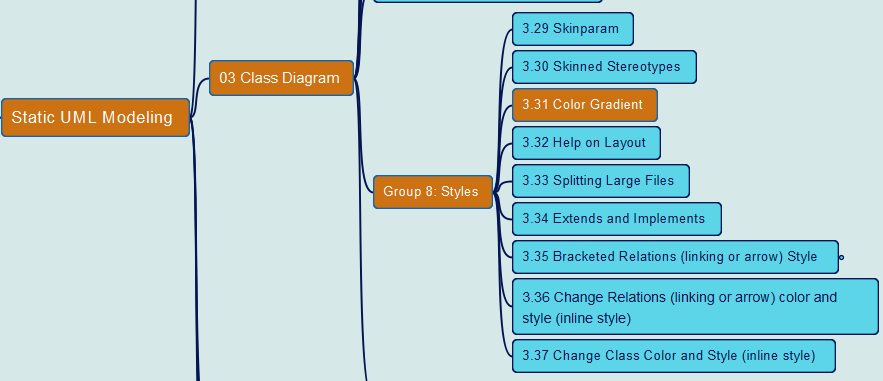 Static UML Modeling
03 Class Diagram
Group 8: Styles
3.29 Skinparam
3.30 Skinned Stereotypes
3.31 Color Gradient
3.32 Help on Layout
3.33 Splitting Large Files
3.34 Extends and Implements
3.35 Bracketed Relations (linking or arrow) Style
3.36 Change Relations (linking or arrow) color and
style (inline style)
3.37 Change Class Color and Style (inline style)